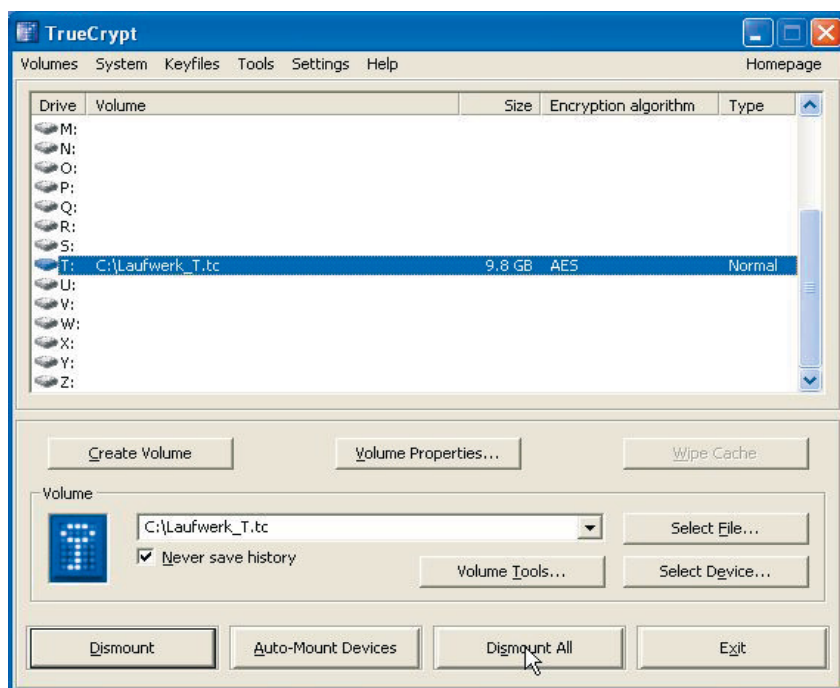 TrueCrypt
Volumes System Keyfiles Tools Settings Help Homepage
Drive Volume Size Encryption algorithm Type
M:
N:
O:
P:
Q:
R:
S:
T: C:\Laufwerk_T.tc 9.8 GB AES Normal
U:
V:
W:
X:
Y:
Z:
Create Volume Volume Properties... Wipe Cache
Volume
C:\Laufwerk_T.tc Select File...
Never save history
Volume Tools... Select Device...
Dismount Auto-Mount Devices Dismount All Exit